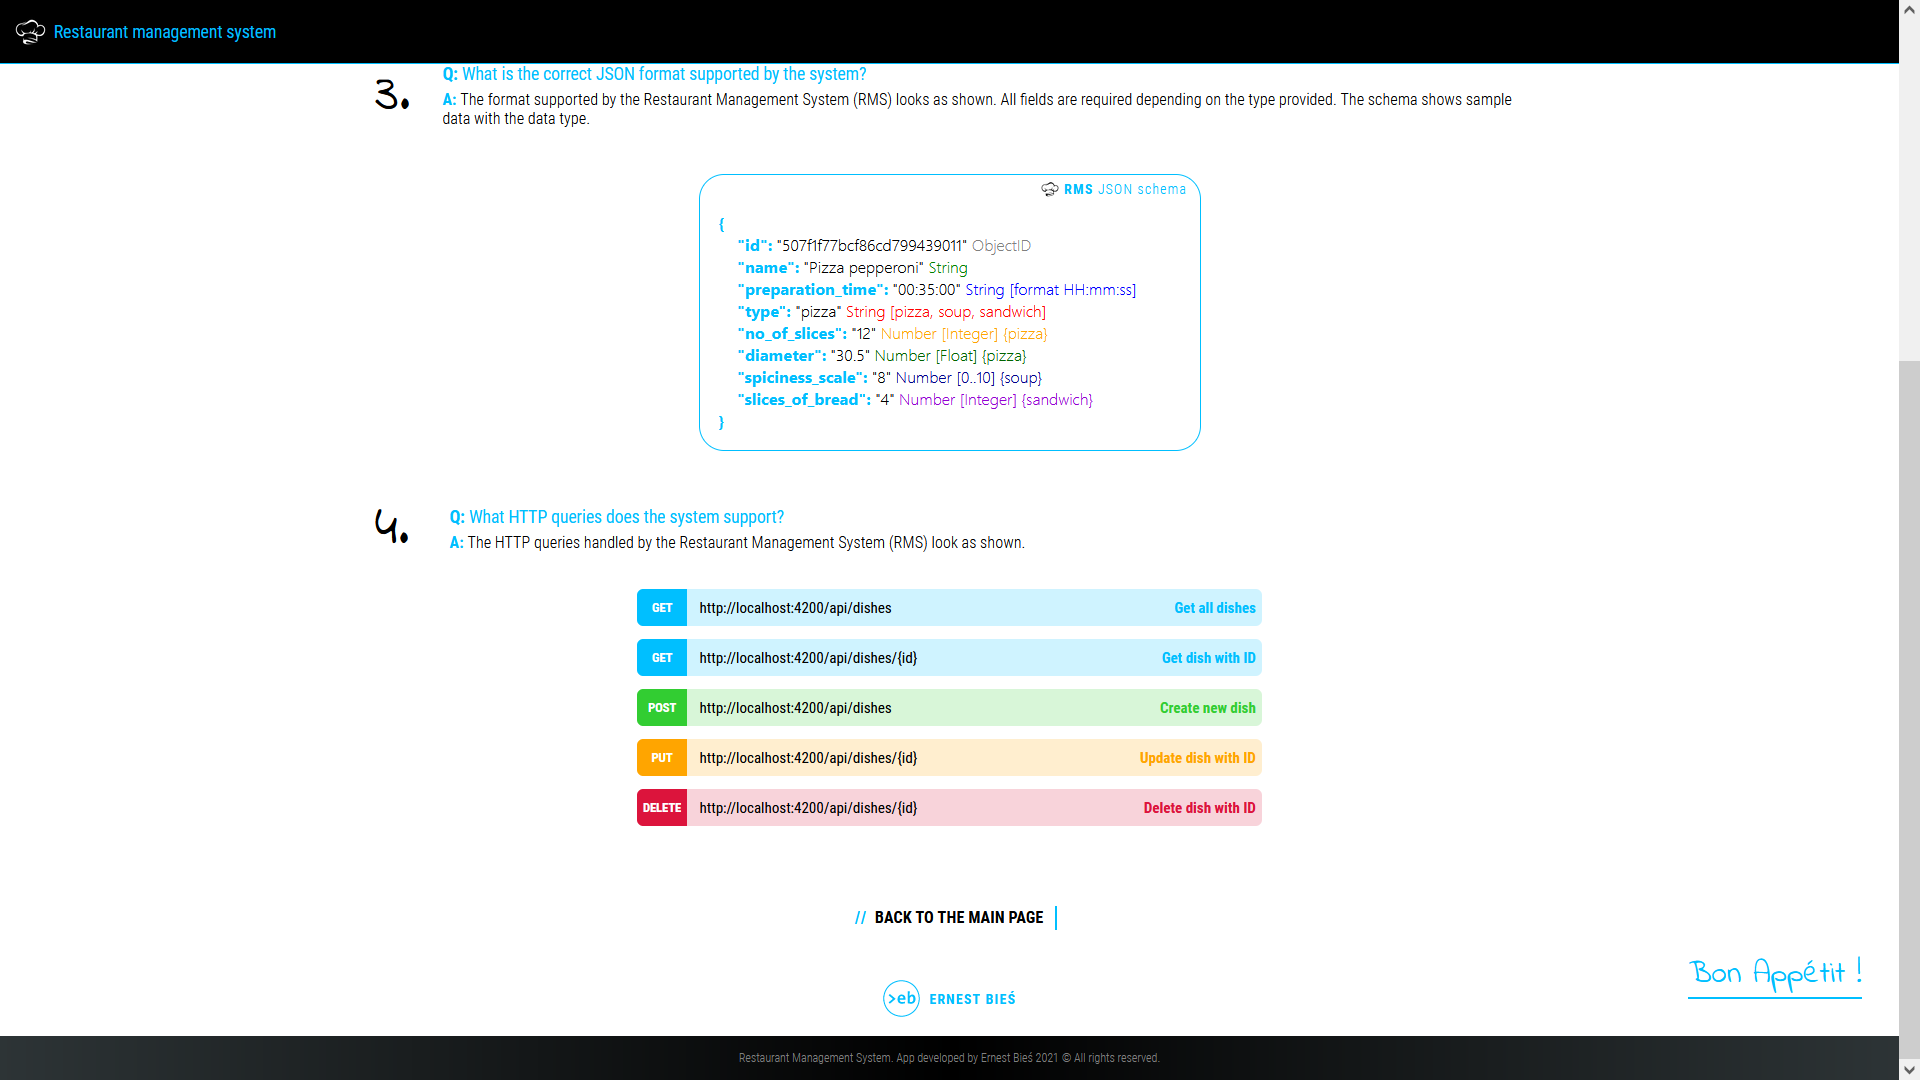 Restaurant management system
3.
Q: What is the correct JSON format supported by the system?
A: The format supported by the Restaurant Management System (RMS) looks as shown. All fields are required depending on the type provided. The schema shows sample
data with the data type.
RMS JSON schema
{
"id": "507f1f77bcf86cd799439011" ObjectID
"name": "Pizza pepperoni" String
"preparation_time": "00:35:00" String [format HH:mm:ss]
"type": "pizza" String [pizza, soup, sandwich]
"no_of_slices": "12" Number [Integer] {pizza}
"diameter": "30.5" Number [Float] {pizza}
"spiciness_scale": "8" Number [0..10] {soup}
"slices_of_bread": "4" Number [Integer] {sandwich}
}
4.
Q: What HTTP queries does the system support?
A: The HTTP queries handled by the Restaurant Management System (RMS) look as shown.
GET http://localhost:4200/api/dishes Get all dishes
GET http://localhost:4200/api/dishes/{id} Get dish with ID
POST http://localhost:4200/api/dishes Create new dish
PUT http://localhost:4200/api/dishes/{id} Update dish with ID
DELETE http://localhost:4200/api/dishes/{id} Delete dish with ID
// BACK TO THE MAIN PAGE |
Bon Appétit !
>eb ERNEST BIEŚ
Restaurant Management System. App developed by Ernest Bieś 2021 © All rights reserved.